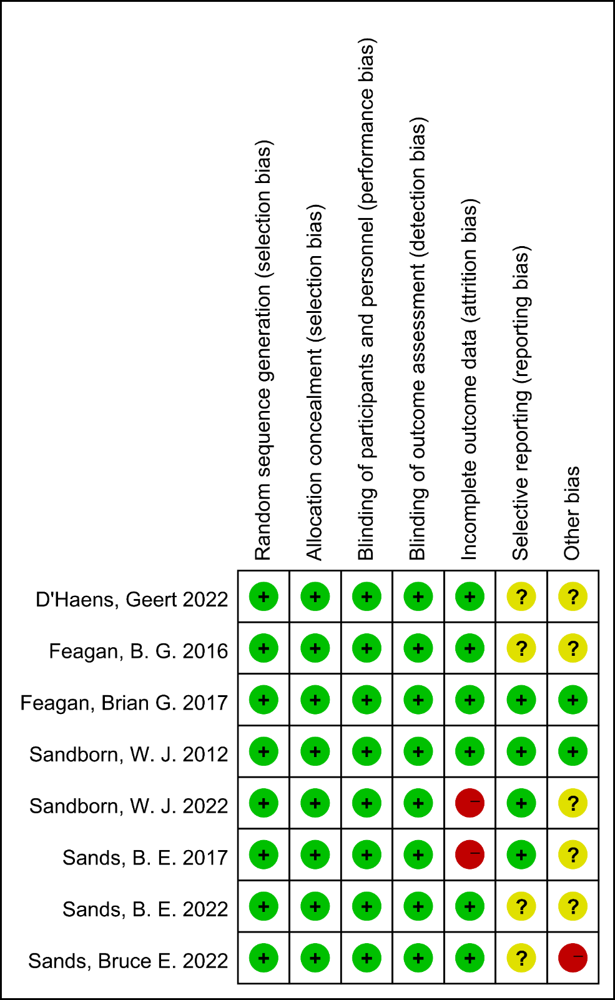 Random sequence generation (selection bias)
Allocation concealment (selection bias)
Blinding of participants and personnel (performance bias)
Blinding of outcome assessment (detection bias)
Incomplete outcome data (attrition bias)
Selective reporting (reporting bias)
Other bias
D'Haens, Geert 2022 + + + + + ? ?
Feagan, B. G. 2016 + + + + + ? ?
Feagan, Brian G. 2017 + + + + + + +
Sandborn, W. J. 2012 + + + + + + +
Sandborn, W. J. 2022 + + + + – + ?
Sands, B. E. 2017 + + + + – + ?
Sands, B. E. 2022 + + + + + ? ?
Sands, Bruce E. 2022 + + + + + ? –